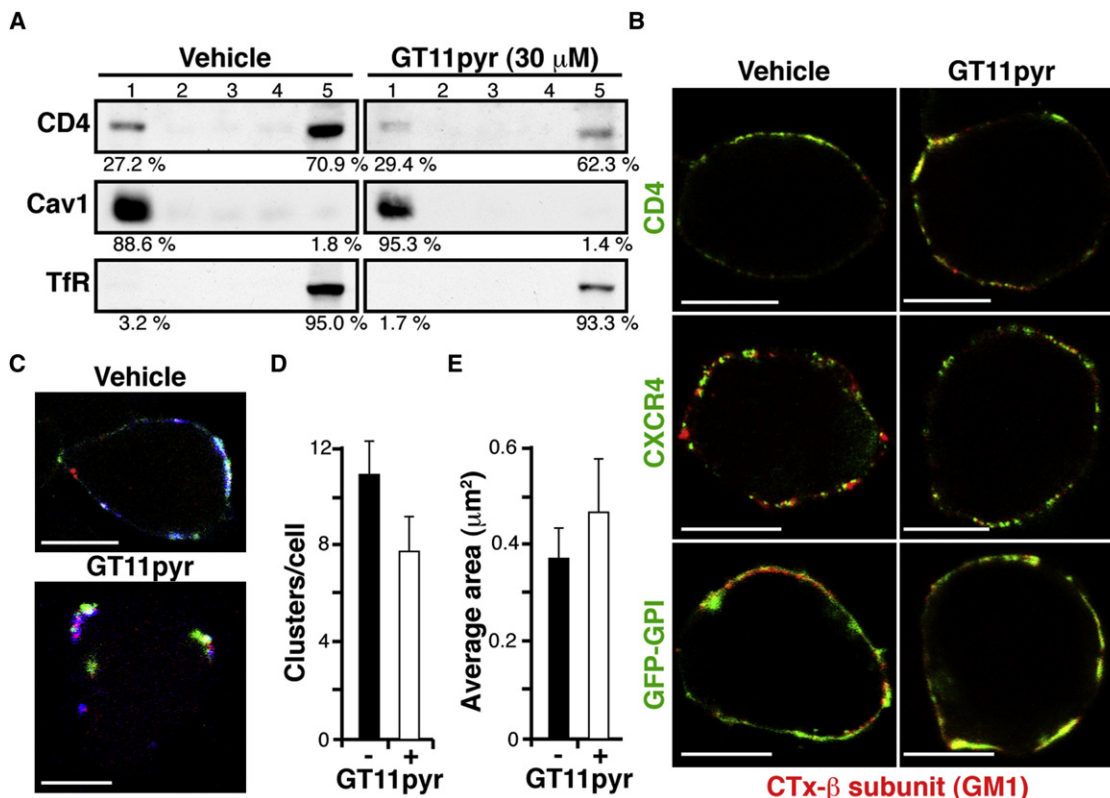 A
Vehicle
GT11pyr (30 μM)
1 2 3 4 5 1 2 3 4 5
CD4
27.2 % 70.9 % 29.4 % 62.3 %
Cav1
88.6 % 1.8 % 95.3 % 1.4 %
TfR
3.2 % 95.0 % 1.7 % 93.3 %
B
Vehicle GT11pyr
CD4
CXCR4
GFP-GPI
CTx-β subunit (GM1)
C
Vehicle
GT11pyr
D
Clusters/cell
12
8
4
0
- +
GT11pyr
E
Average area (μm²)
0.6
0.4
0.2
0
- +
GT11pyr